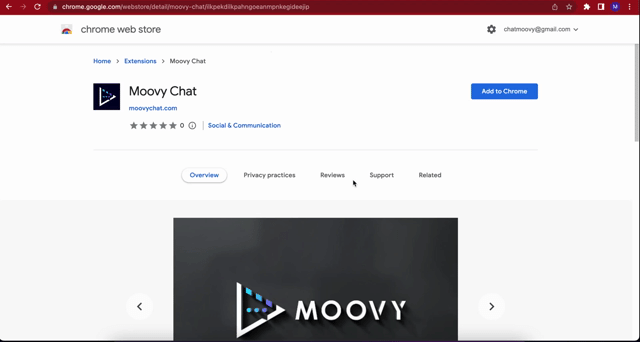 chrome.google.com/webstore/detail/moovy-chat/iikpekdilkpahngoeanmpnkegideejip
M
chrome web store
chatmoovy@gmail.com
Home
Extensions
Moovy Chat
Moovy Chat
moovychat.com
0
Social & Communication
Add to Chrome
Overview
Privacy practices
Reviews
Support
Related
MOOVY